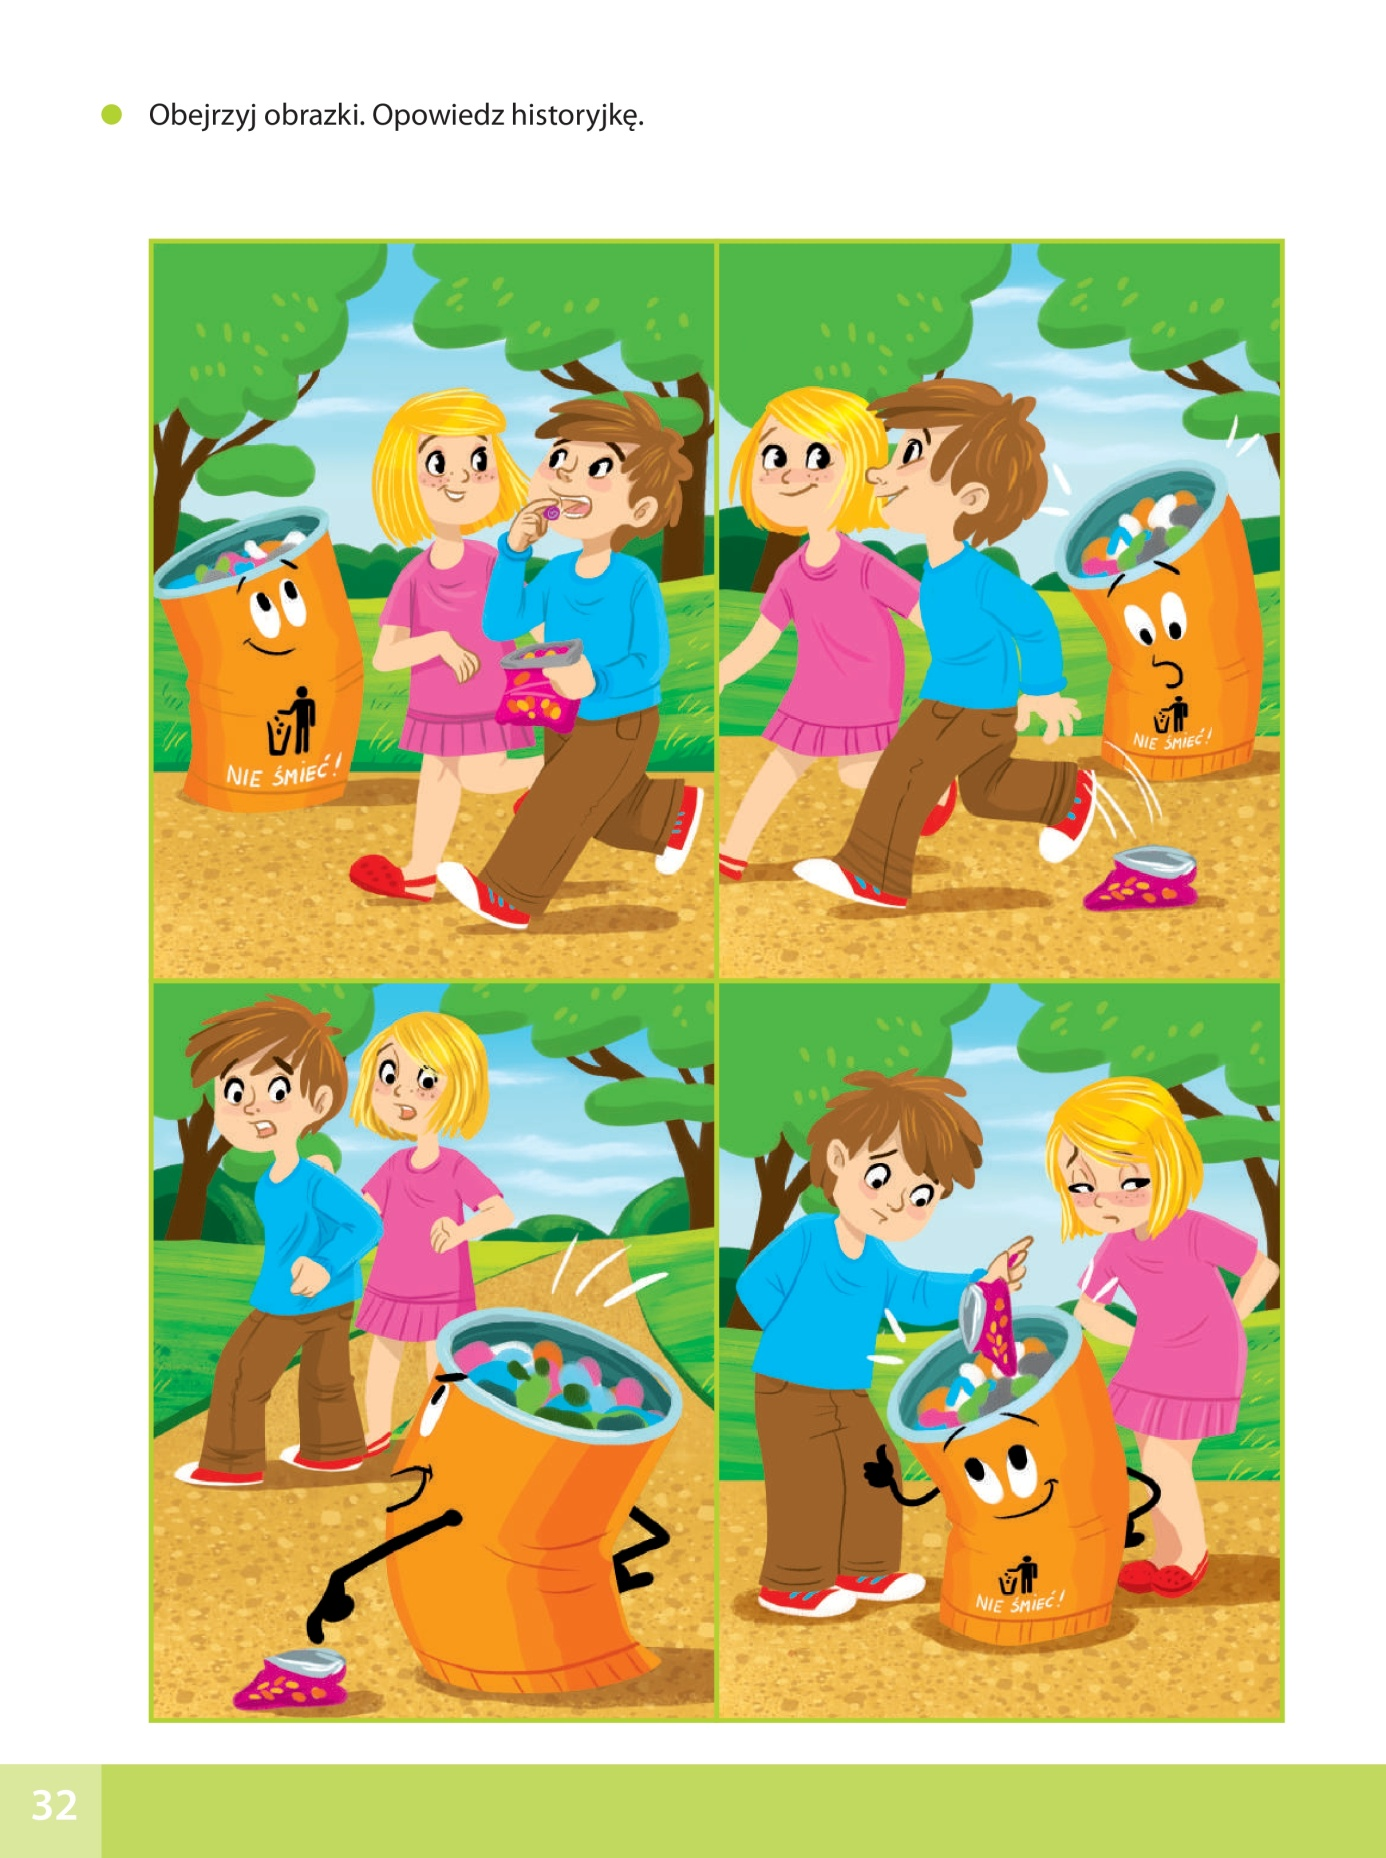 Obejrzyj obrazki. Opowiedz historyjkę.
NIE ŚMIEĆ!
NIE ŚMIEĆ!
NIE ŚMIEĆ!
32